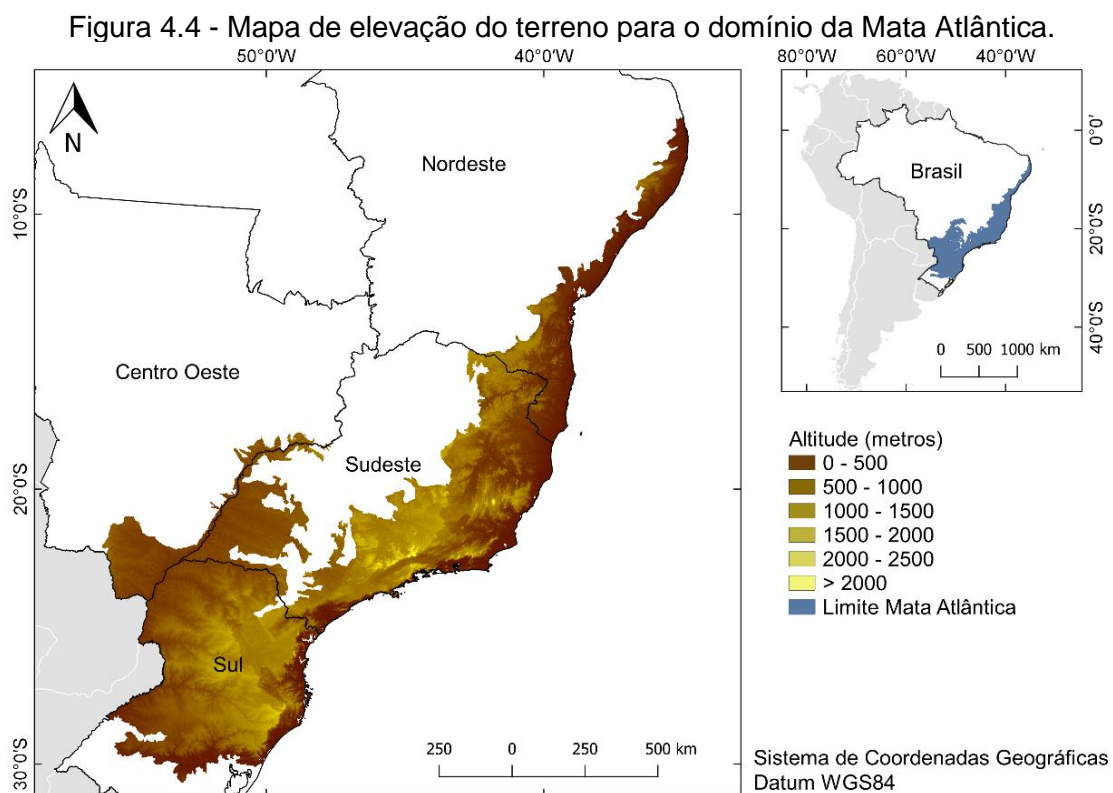 Figura 4.4 - Mapa de elevação do terreno para o domínio da Mata Atlântica.
50°0'W 40°0'W
80°0'W 60°0'W 40°0'W
N
Nordeste
Brasil
0°0'
10°0'S
20°0'S
40°0'S
0 500 1000 km
Centro Oeste
Sudeste
20°0'S
Sul
30°0'S
250 0 250 500 km
Altitude (metros)
0 - 500
500 - 1000
1000 - 1500
1500 - 2000
2000 - 2500
> 2000
Limite Mata Atlântica
Sistema de Coordenadas Geográficas
Datum WGS84